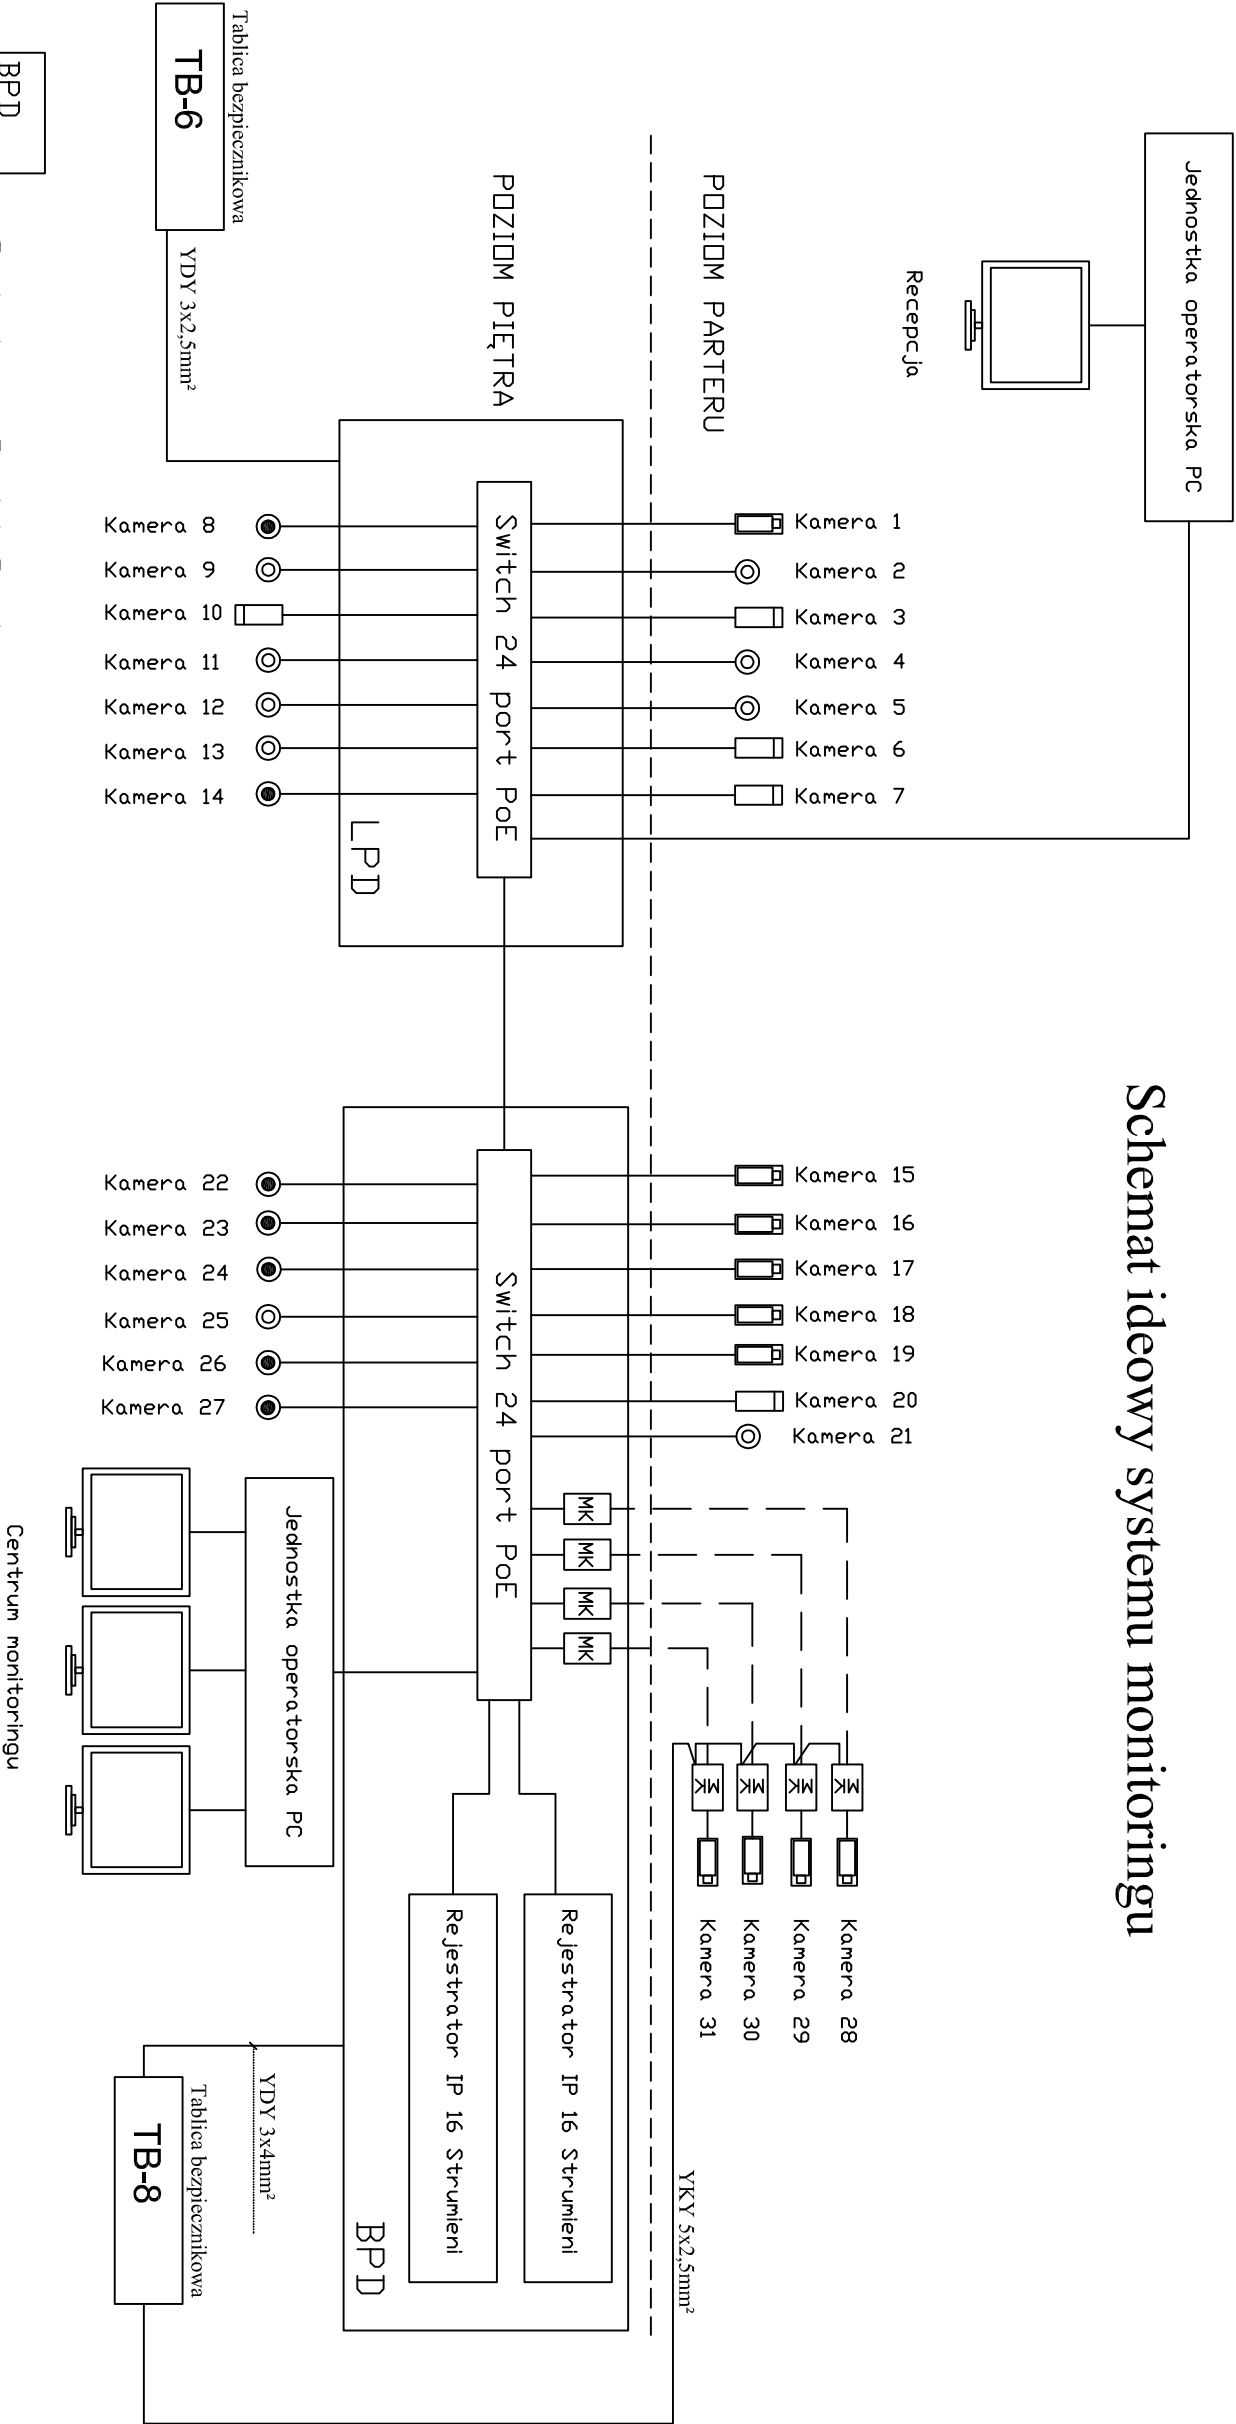 Schemat ideowy systemu monitoringu
Jednostka operatorska PC
Recepcja
POZIOM PARTERU
POZIOM PIĘTRA
Tablica bezpiecznikowa
TB-6
YDY 3x2,5mm²
Kamera 1
Kamera 2
Kamera 3
Kamera 4
Kamera 5
Kamera 6
Kamera 7
Switch 24 port PoE
LPD
Kamera 8
Kamera 9
Kamera 10
Kamera 11
Kamera 12
Kamera 13
Kamera 14
Kamera 15
Kamera 16
Kamera 17
Kamera 18
Kamera 19
Kamera 20
Kamera 21
Switch 24 port PoE
Kamera 22
Kamera 23
Kamera 24
Kamera 25
Kamera 26
Kamera 27
MK
MK
MK
MK
MK
MK
MK
MK
Kamera 28
Kamera 29
Kamera 30
Kamera 31
Jednostka operatorska PC
Centrum monitoringu
Rejestrator IP 16 Strumieni
Rejestrator IP 16 Strumieni
BPD
YKY 5x2,5mm²
YDY 3x4mm²
Tablica bezpiecznikowa
TB-8
BPD